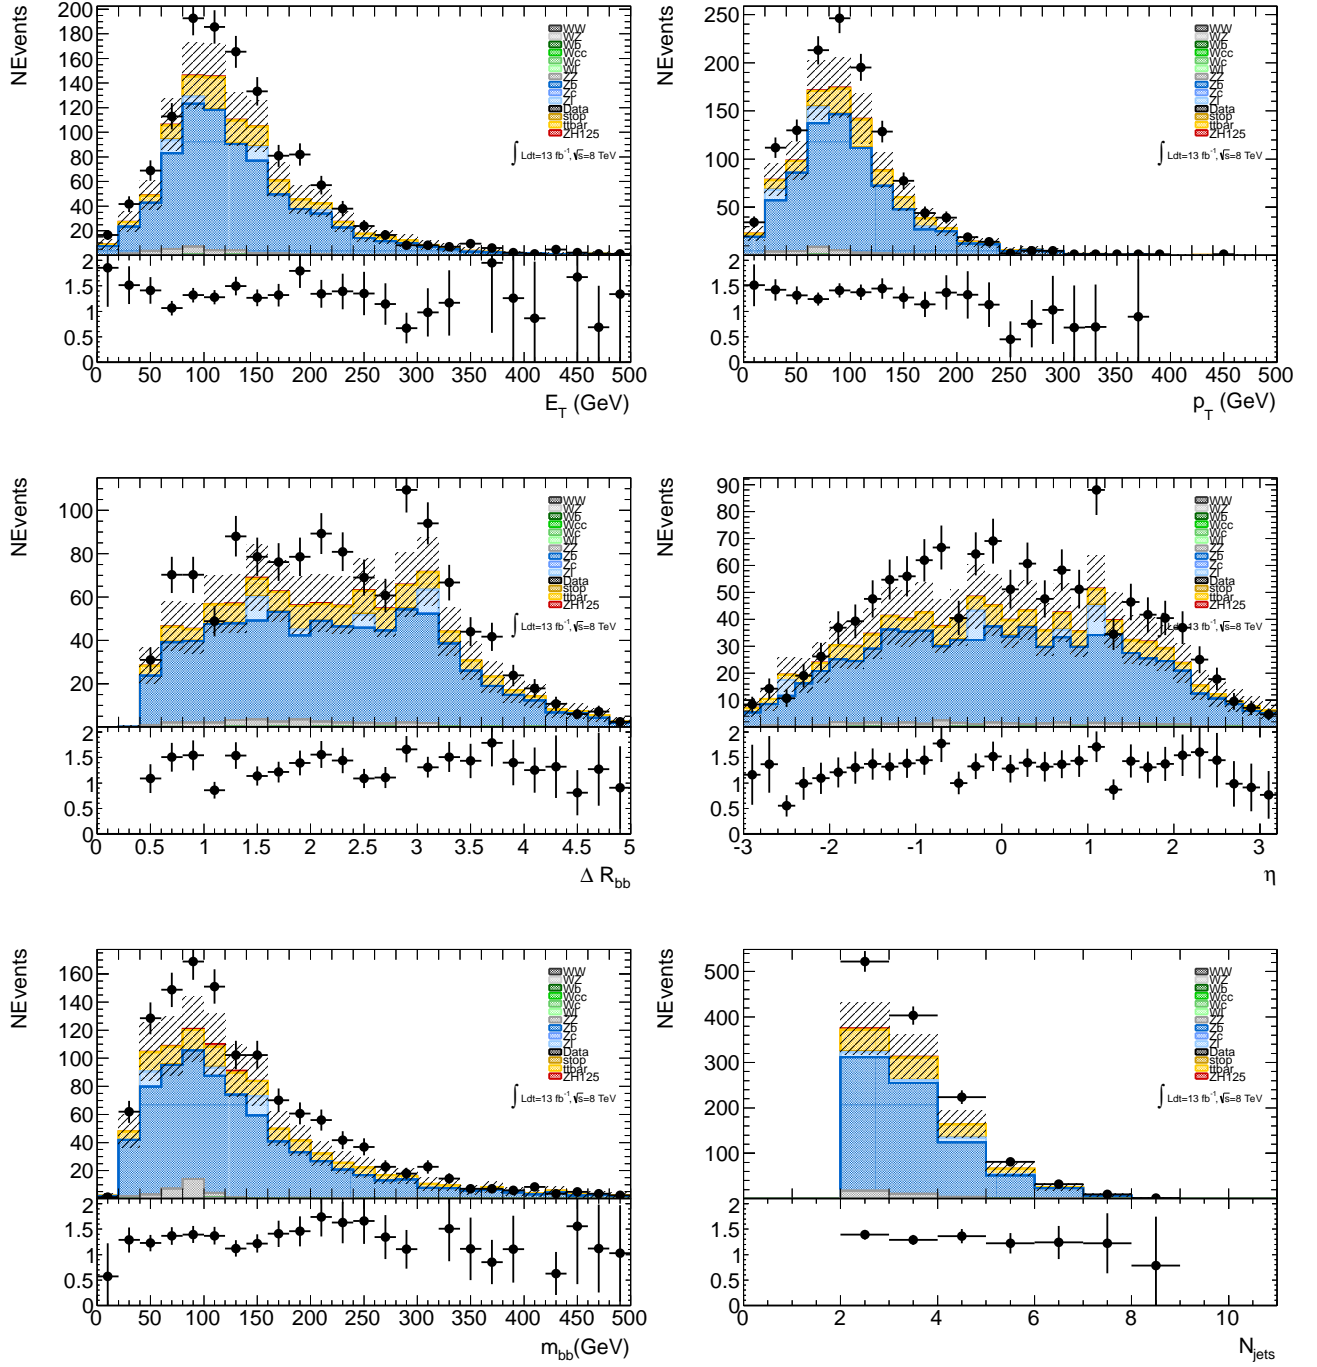 NEvents
200
180
160
140
120
100
80
60
40
20
WW
WZ
Wb
Wcc
Wc
Wl
ZZ
Zb
Zc
Zl
Data
stop
ttbar
ZH125
∫ Ldt=13 fb⁻¹, √s=8 TeV
2
1.5
1
0.5
0
0 50 100 150 200 250 300 350 400 450 500
E_T (GeV)
NEvents
250
200
150
100
50
WW
WZ
Wb
Wcc
Wc
Wl
ZZ
Zb
Zc
Zl
Data
stop
ttbar
ZH125
∫ Ldt=13 fb⁻¹, √s=8 TeV
2
1.5
1
0.5
0
0 50 100 150 200 250 300 350 400 450 500
p_T (GeV)
NEvents
100
80
60
40
20
WW
WZ
Wb
Wcc
Wc
Wl
ZZ
Zb
Zc
Zl
Data
stop
ttbar
ZH125
∫ Ldt=13 fb⁻¹, √s=8 TeV
2
1.5
1
0.5
0
0 0.5 1 1.5 2 2.5 3 3.5 4 4.5 5
Δ R_bb
NEvents
90
80
70
60
50
40
30
20
10
WW
WZ
Wb
Wcc
Wc
Wl
ZZ
Zb
Zc
Zl
Data
stop
ttbar
ZH125
∫ Ldt=13 fb⁻¹, √s=8 TeV
2
1.5
1
0.5
0
-3 -2 -1 0 1 2 3
η
NEvents
160
140
120
100
80
60
40
20
WW
WZ
Wb
Wcc
Wc
Wl
ZZ
Zb
Zc
Zl
Data
stop
ttbar
ZH125
∫ Ldt=13 fb⁻¹, √s=8 TeV
2
1.5
1
0.5
0
0 50 100 150 200 250 300 350 400 450 500
m_bb(GeV)
NEvents
500
400
300
200
100
WW
WZ
Wb
Wcc
Wc
Wl
ZZ
Zb
Zc
Zl
Data
stop
ttbar
ZH125
∫ Ldt=13 fb⁻¹, √s=8 TeV
2
1.5
1
0.5
0
0 2 4 6 8 10
N_jets